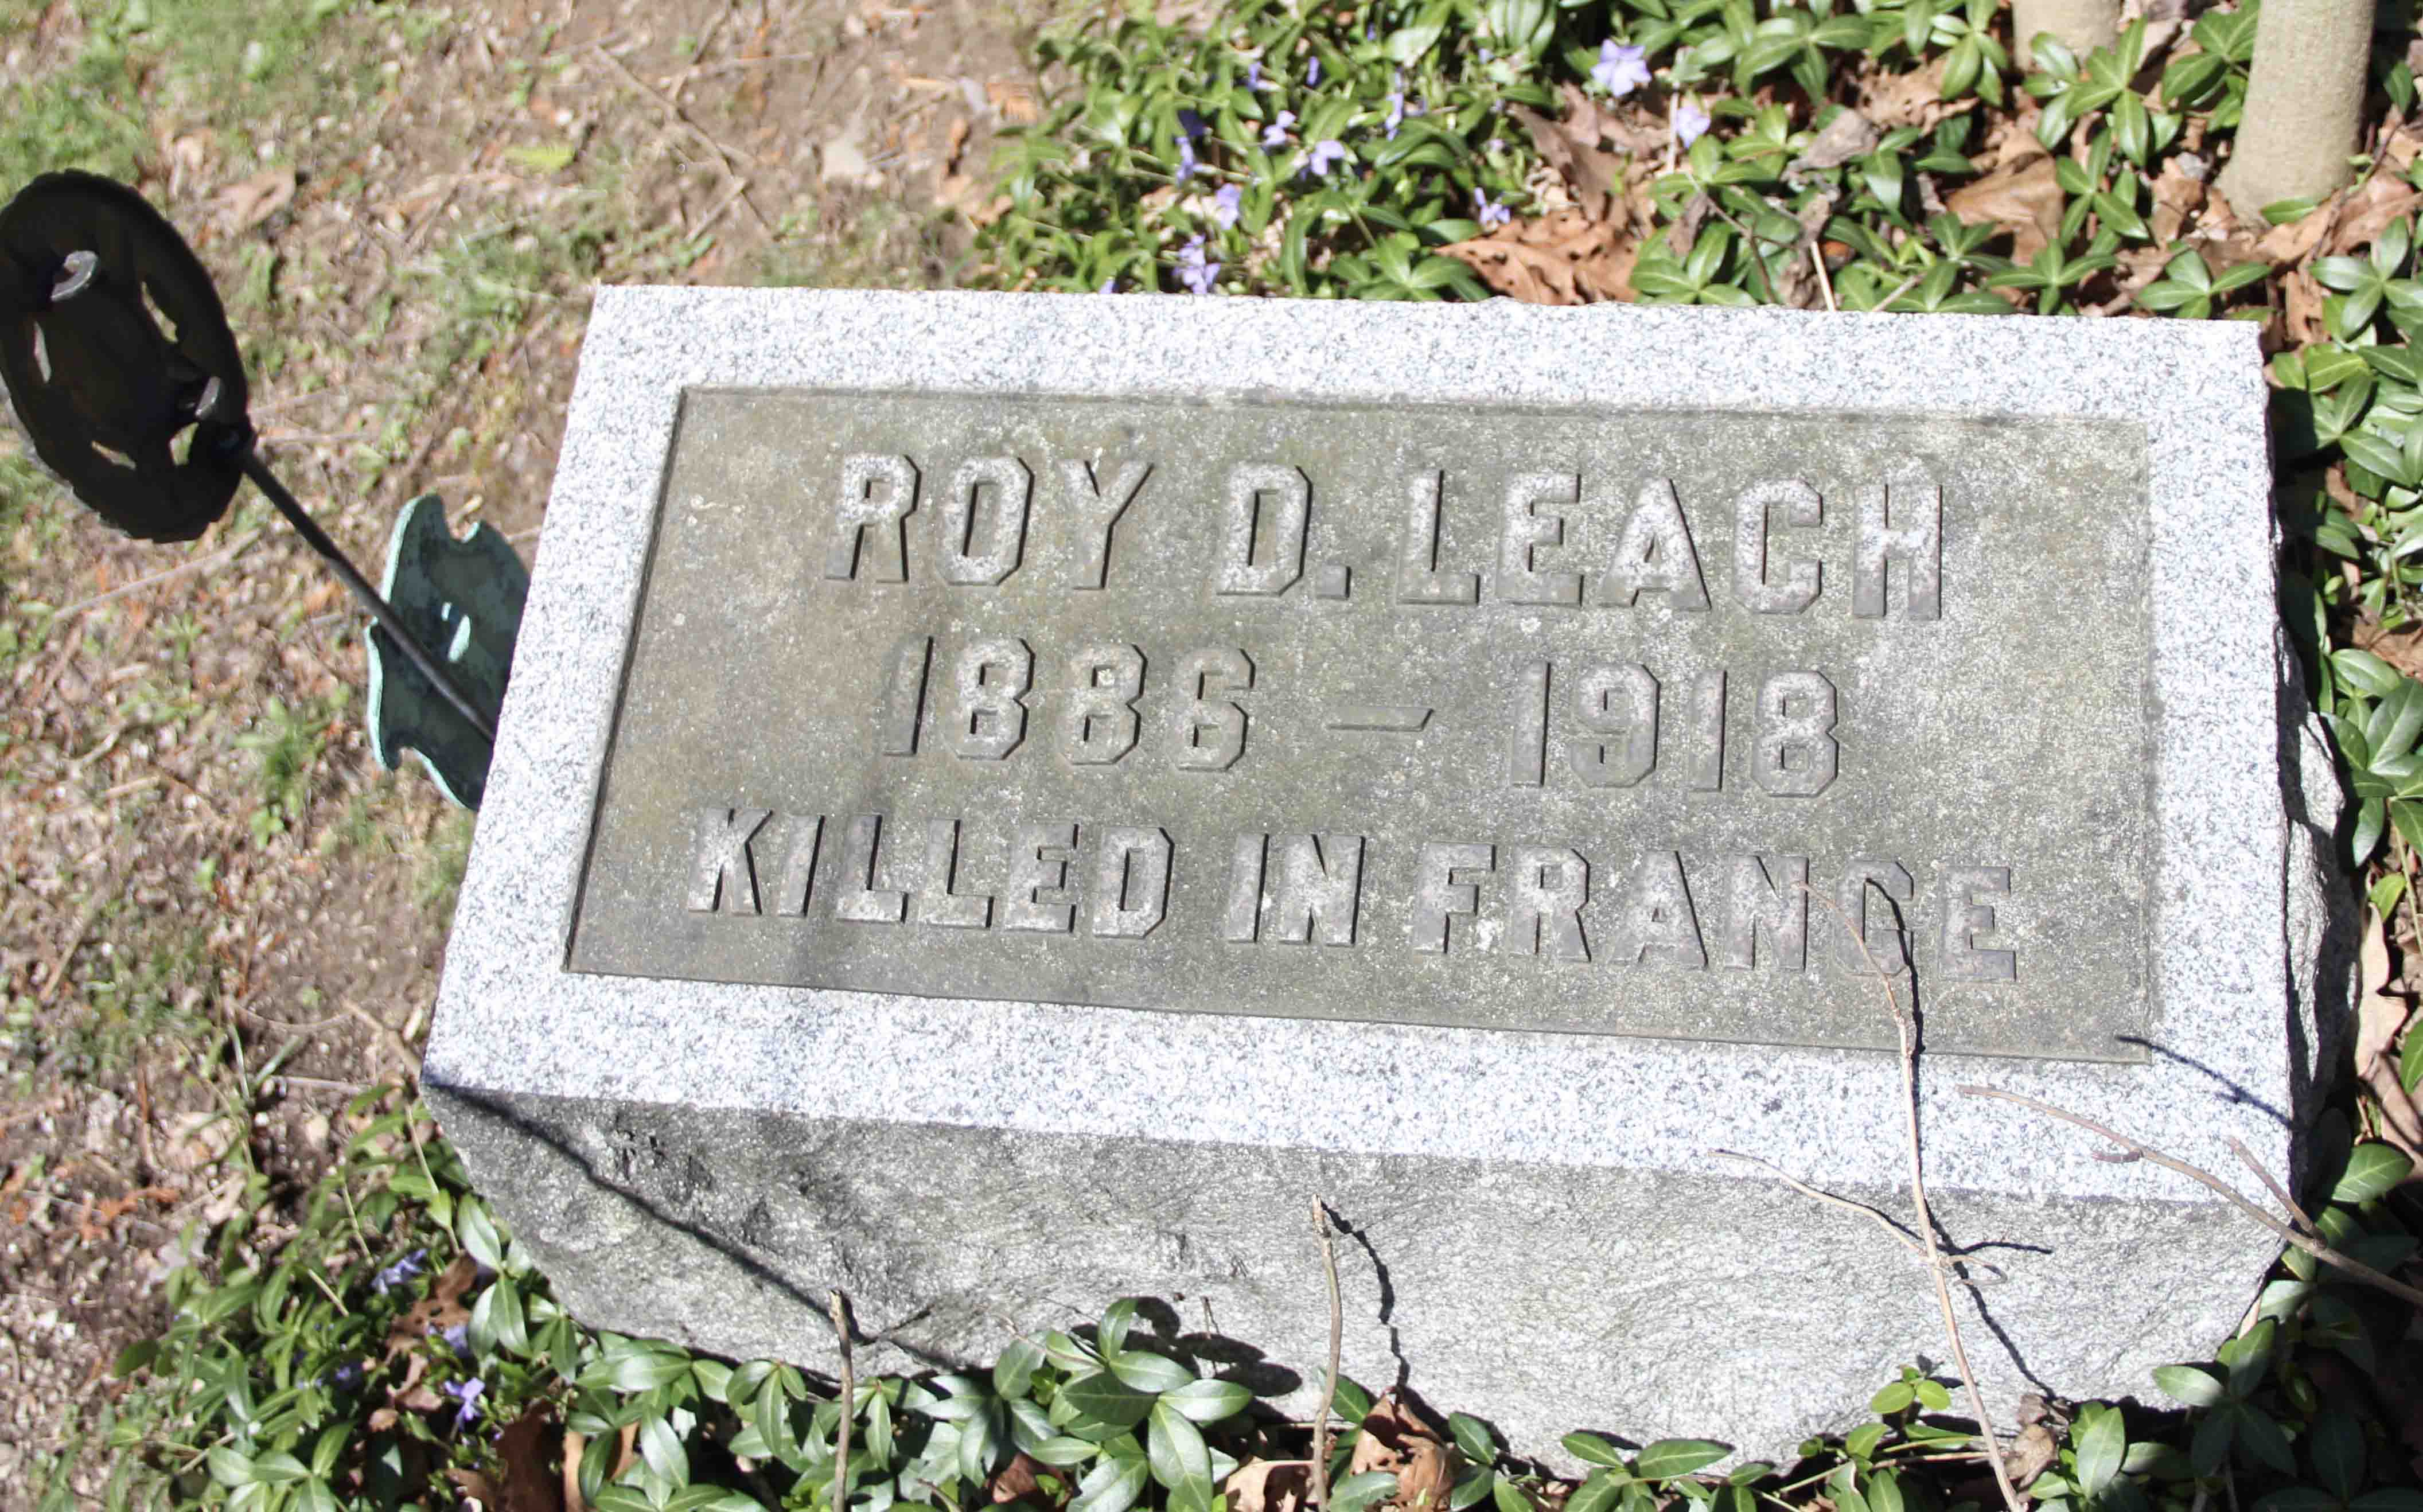 ROY D. LEACH
1886 — 1918
KILLED IN FRANCE